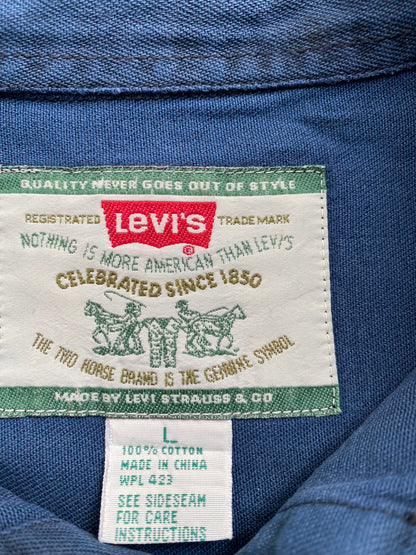 QUALITY NEVER GOES OUT OF STYLE
REGISTRATED LEVI'S TRADE MARK
NOTHING IS MORE AMERICAN THAN LEVI'S
CELEBRATED SINCE 1850
THE TWO HORSE BRAND IS THE GENUINE SYMBOL
MADE BY LEVI STRAUSS & CO
L
100% COTTON
MADE IN CHINA
WPL 423
SEE SIDESEAM
FOR CARE
INSTRUCTIONS